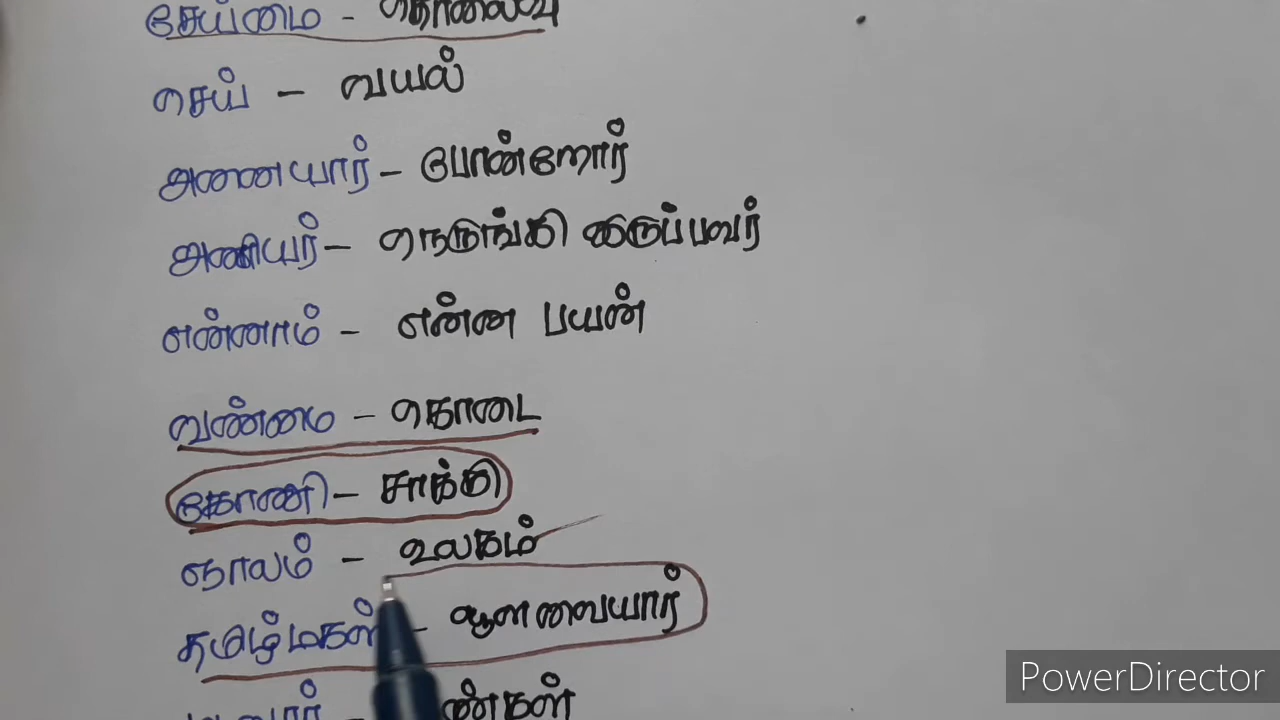 சேய்மை - தொலைவு
செய் - வயல்
அணையார் - போன்றோர்
அணியர் - நெருங்கி இருப்பவர்
என்னாம் - என்ன பயன்
வண்மை - கொடை
கோணி - சாக்கு
ஞாலம் - உலகம்
தமிழ்மகள் - ஔவையார்
PowerDirector